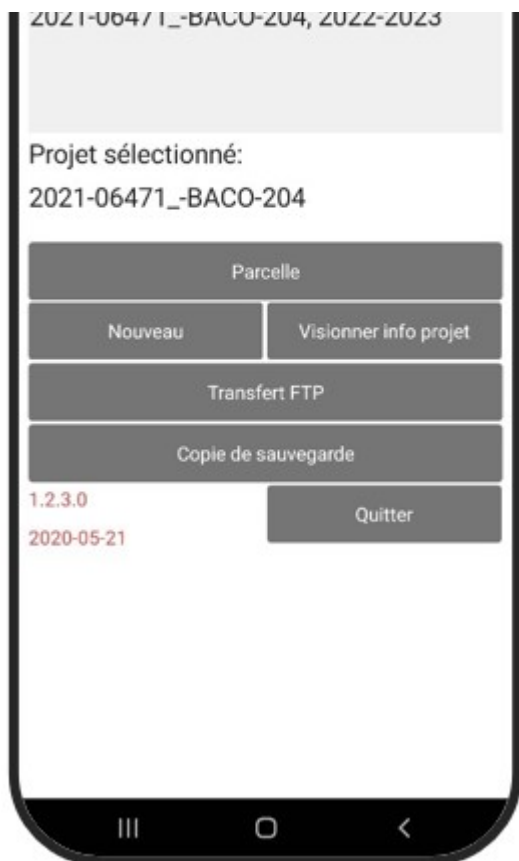 2021-06471_-BACO-204, 2022-2023
Projet sélectionné:
2021-06471_-BACO-204
Parcelle
Nouveau
Visionner info projet
Transfert FTP
Copie de sauvegarde
1.2.3.0
Quitter
2020-05-21